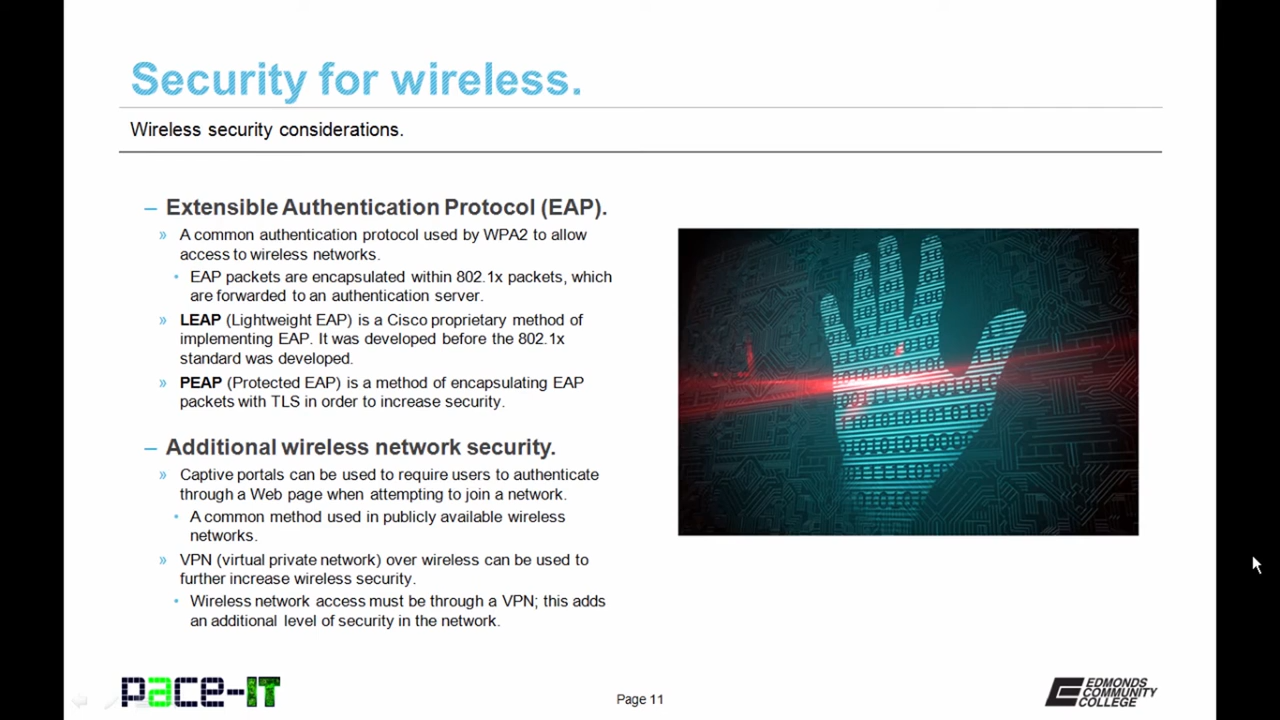 Security for wireless.
Wireless security considerations.
– Extensible Authentication Protocol (EAP).
» A common authentication protocol used by WPA2 to allow
access to wireless networks.
• EAP packets are encapsulated within 802.1x packets, which
are forwarded to an authentication server.
» LEAP (Lightweight EAP) is a Cisco proprietary method of
implementing EAP. It was developed before the 802.1x
standard was developed.
» PEAP (Protected EAP) is a method of encapsulating EAP
packets with TLS in order to increase security.
– Additional wireless network security.
» Captive portals can be used to require users to authenticate
through a Web page when attempting to join a network.
• A common method used in publicly available wireless
networks.
» VPN (virtual private network) over wireless can be used to
further increase wireless security.
• Wireless network access must be through a VPN; this adds
an additional level of security in the network.
pace-IT
Page 11
EDMONDS
COMMUNITY
COLLEGE